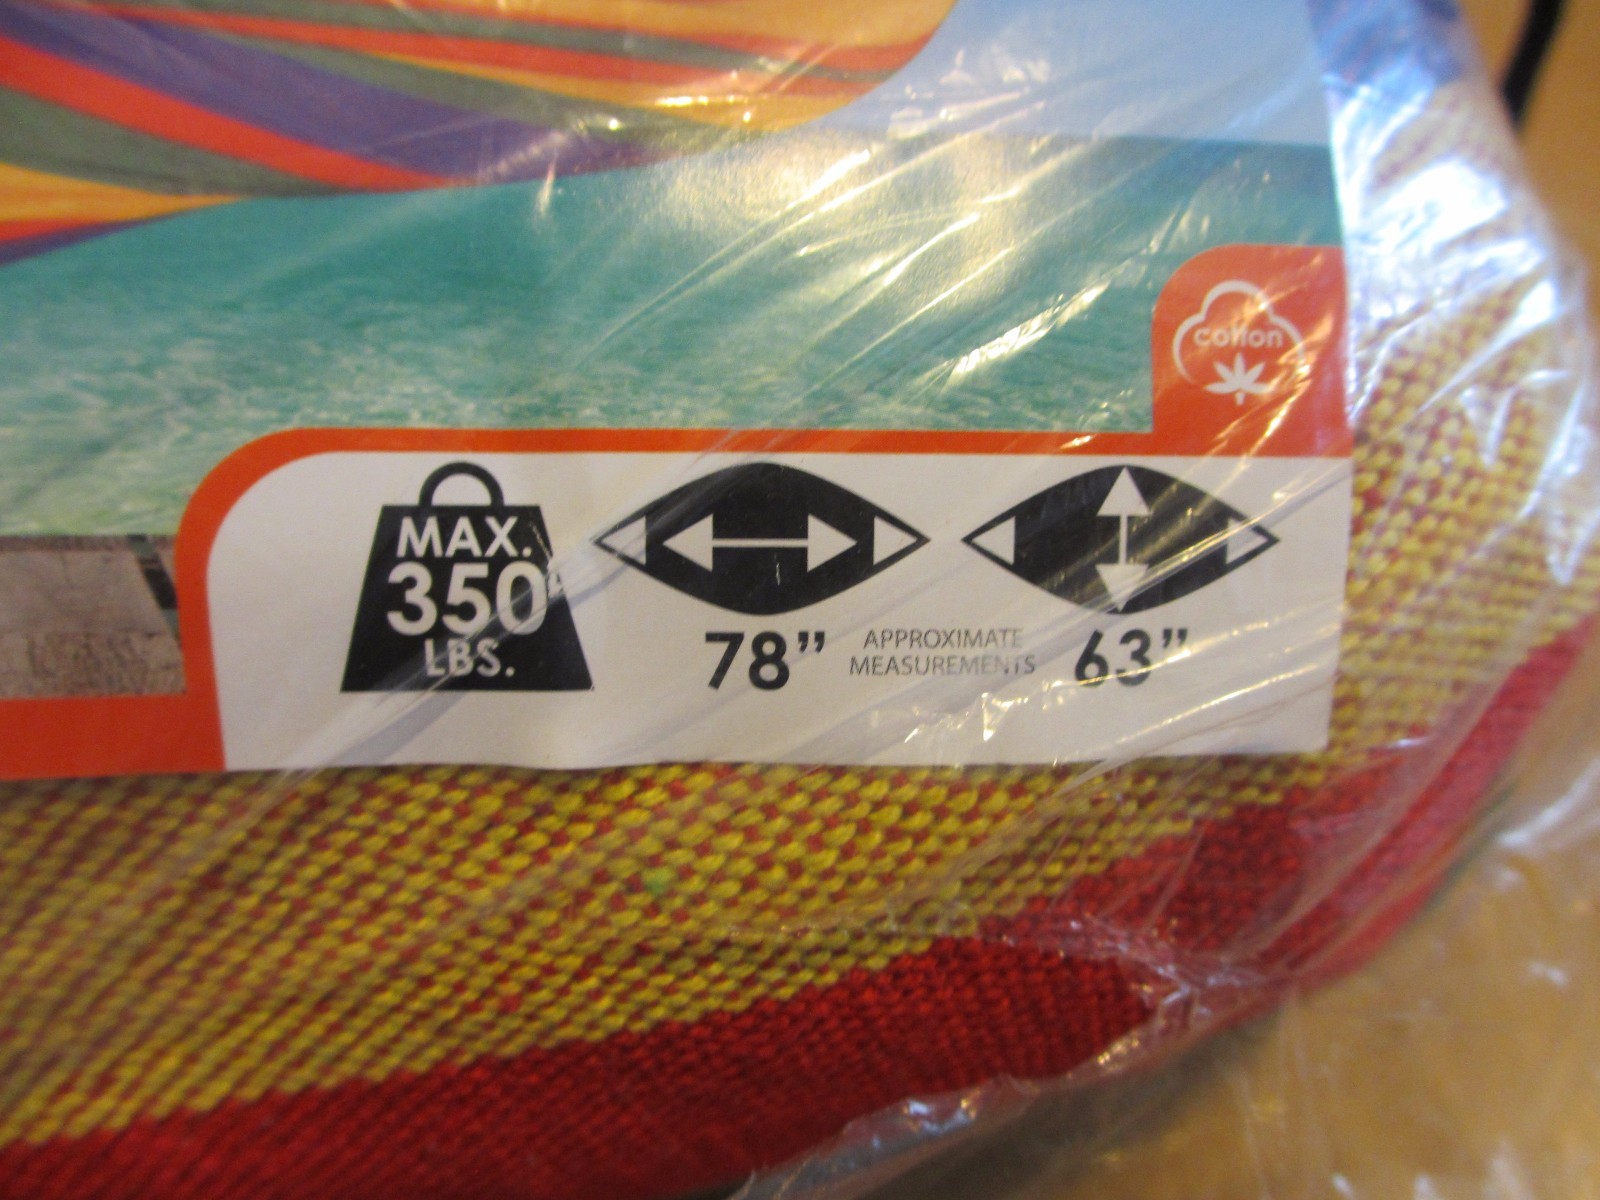 cotton
MAX.
350
LBS.
78”
APPROXIMATE
MEASUREMENTS
63”